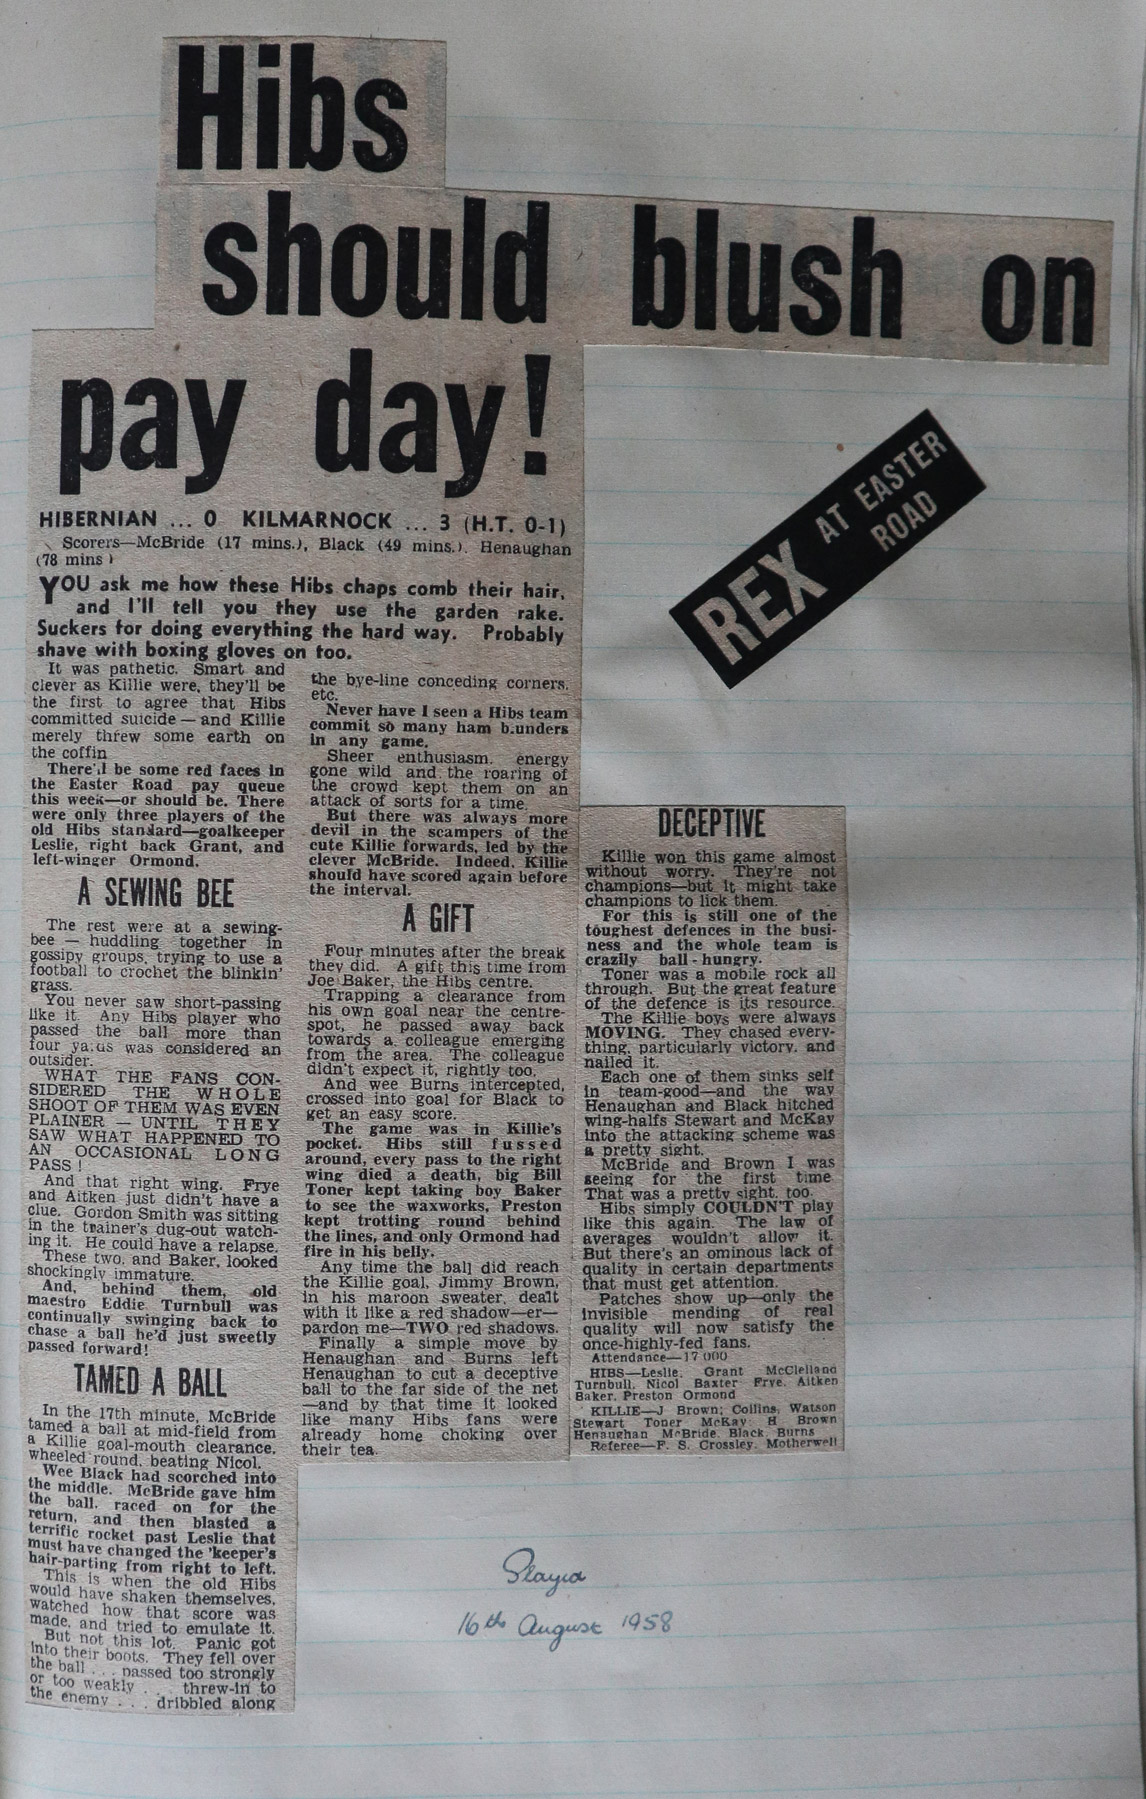 Hibs
should blush on
pay day!
REX AT EASTER
ROAD
HIBERNIAN ... 0 KILMARNOCK ... 3 (H.T. 0-1)
Scorers—McBride (17 mins.), Black (49 mins.). Henaughan
(78 mins )
YOU ask me how these Hibs chaps comb their hair,
and I'll tell you they use the garden rake.
Suckers for doing everything the hard way. Probably
shave with boxing gloves on too.
It was pathetic. Smart and
clever as Killie were, they'll be
the first to agree that Hibs
committed suicide — and Killie
merely threw some earth on
the coffin
There'll be some red faces in
the Easter Road pay queue
this week—or should be. There
were only three players of the
old Hibs standard—goalkeeper
Leslie, right back Grant, and
left-winger Ormond.
A SEWING BEE
The rest were at a sewing-
bee — huddling together in
gossipy groups, trying to use a
football to crochet the blinkin'
grass.
You never saw short-passing
like it. Any Hibs player who
passed the ball more than
four yards was considered an
outsider.
WHAT THE FANS CON-
SIDERED THE WHOLE
SHOOT OF THEM WAS EVEN
PLAINER — UNTIL THEY
SAW WHAT HAPPENED TO
AN OCCASIONAL LONG
PASS !
And that right wing. Frye
and Aitken just didn't have a
clue. Gordon Smith was sitting
in the trainer's dug-out watch-
ing it. He could have a relapse.
These two, and Baker, looked
shockingly immature.
And, behind them, old
maestro Eddie Turnbull was
continually swinging back to
chase a ball he'd just sweetly
passed forward!
TAMED A BALL
In the 17th minute, McBride
tamed a ball at mid-field from
a Killie goal-mouth clearance,
wheeled round, beating Nicol.
Wee Black had scorched into
the middle. McBride gave him
the ball, raced on for the
return, and then blasted a
terrific rocket past Leslie that
must have changed the 'keeper's
hair-parting from right to left.
This is when the old Hibs
would have shaken themselves,
watched how that score was
made, and tried to emulate it.
But not this lot. Panic got
into their boots. They fell over
the ball . . . passed too strongly
or too weakly . . . threw-in to
the enemy . . . dribbled along
the bye-line conceding corners,
etc.
Never have I seen a Hibs team
commit so many ham blunders
in any game.
Sheer enthusiasm, energy
gone wild and the roaring of
the crowd kept them on an
attack of sorts for a time.
But there was always more
devil in the scampers of the
cute Killie forwards, led by the
clever McBride. Indeed, Killie
should have scored again before
the interval.
A GIFT
Four minutes after the break
they did. A gift this time from
Joe Baker, the Hibs centre.
Trapping a clearance from
his own goal near the centre-
spot, he passed away back
towards a colleague emerging
from the area. The colleague
didn't expect it, rightly too.
And wee Burns intercepted,
crossed into goal for Black to
get an easy score.
The game was in Killie's
pocket. Hibs still fussed
around, every pass to the right
wing died a death, big Bill
Toner kept taking boy Baker
to see the waxworks, Preston
kept trotting round behind
the lines, and only Ormond had
fire in his belly.
Any time the ball did reach
the Killie goal, Jimmy Brown,
in his maroon sweater, dealt
with it like a red shadow—er—
pardon me—TWO red shadows.
Finally a simple move by
Henaughan and Burns left
Henaughan to cut a deceptive
ball to the far side of the net
—and by that time it looked
like many Hibs fans were
already home choking over
their tea.
DECEPTIVE
Killie won this game almost
without worry. They're not
champions—but it might take
champions to lick them.
For this is still one of the
toughest defences in the busi-
ness and the whole team is
crazily ball-hungry.
Toner was a mobile rock all
through. But the great feature
of the defence is its resource.
The Killie boys were always
MOVING. They chased every-
thing, particularly victory, and
nailed it.
Each one of them sinks self
in team-good—and the way
Henaughan and Black hitched
wing-halfs Stewart and McKay
into the attacking scheme was
a pretty sight.
McBride and Brown I was
seeing for the first time
That was a pretty sight, too.
Hibs simply COULDN'T play
like this again. The law of
averages wouldn't allow it.
But there's an ominous lack of
quality in certain departments
that must get attention.
Patches show up—only the
invisible mending of real
quality will now satisfy the
once-highly-fed fans.
Attendance—17 000
HIBS—Leslie, Grant McClelland
Turnbull, Nicol Baxter Frye, Aitken
Baker, Preston Ormond
KILLIE—J Brown; Collins, Watson
Stewart Toner McKay; H Brown
Henaughan McBride, Black, Burns
Referee—F. S. Crossley, Motherwell
Played
16th August 1958